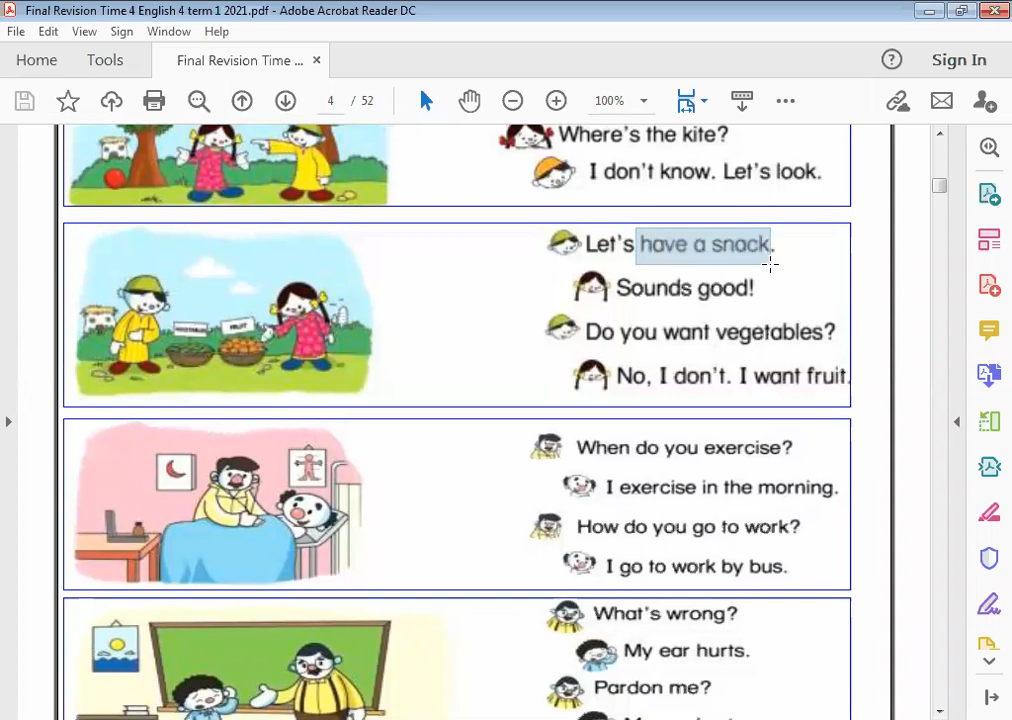 Final Revision Time 4 English 4 term 1 2021.pdf - Adobe Acrobat Reader DC
File Edit View Sign Window Help
Home Tools Final Revision Time ... × Sign In
4 / 52 100%
Where's the kite?
I don't know. Let's look.
Let's have a snack.
Sounds good!
VEGETABLES FRUIT
Do you want vegetables?
No, I don't. I want fruit.
When do you exercise?
I exercise in the morning.
How do you go to work?
I go to work by bus.
What's wrong?
My ear hurts.
Pardon me?